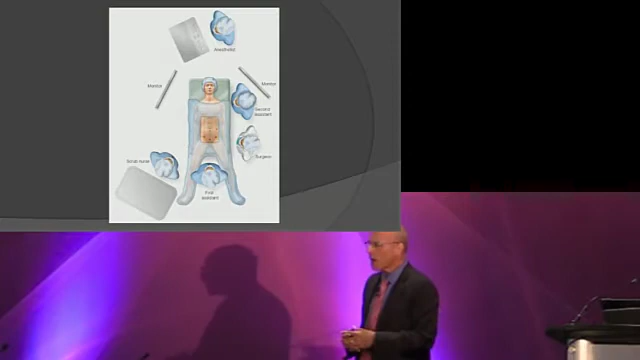 Anesthetist
Monitor
Monitor
Second
assistant
Surgeon
Scrub nurse
First
assistant